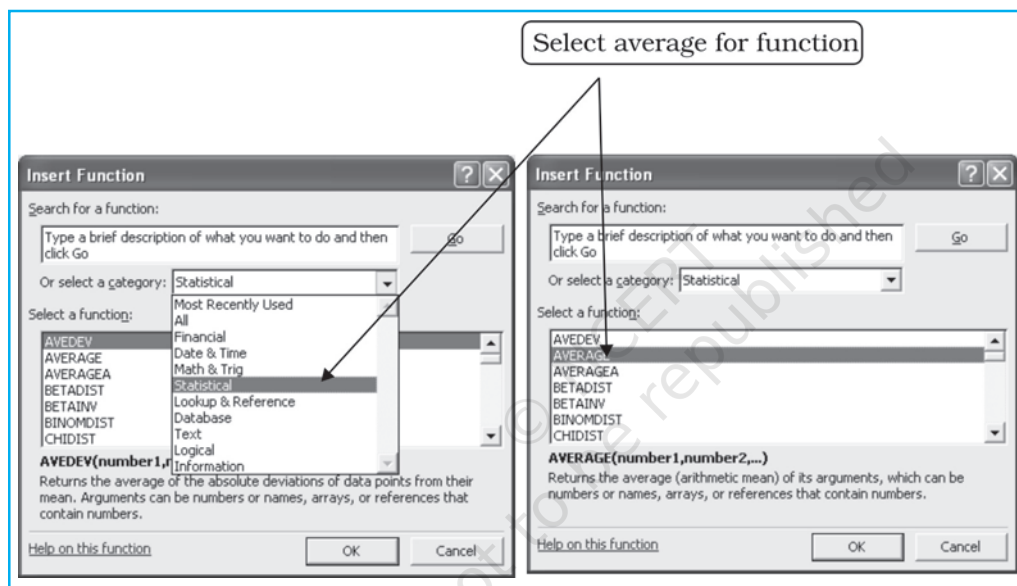 Select average for function
Insert Function
Search for a function:
Type a brief description of what you want to do and then
click Go
Go
Or select a category: Statistical
Most Recently Used
All
Financial
Date & Time
Math & Trig
Statistical
Lookup & Reference
Database
Text
Logical
Information
Select a function:
AVEDEV
AVERAGE
AVERAGEA
BETADIST
BETAINV
BINOMDIST
CHIDIST
AVEDEV(number1,n
Returns the average of the absolute deviations of data points from their
mean. Arguments can be numbers or names, arrays, or references that
contain numbers.
Help on this function
OK
Cancel
Insert Function
Search for a function:
Type a brief description of what you want to do and then
click Go
Go
Or select a category: Statistical
Select a function:
AVEDEV
AVERAGE
AVERAGEA
BETADIST
BETAINV
BINOMDIST
CHIDIST
AVERAGE(number1,number2,...)
Returns the average (arithmetic mean) of its arguments, which can be
numbers or names, arrays, or references that contain numbers.
Help on this function
OK
Cancel
© CERT
not to be republished